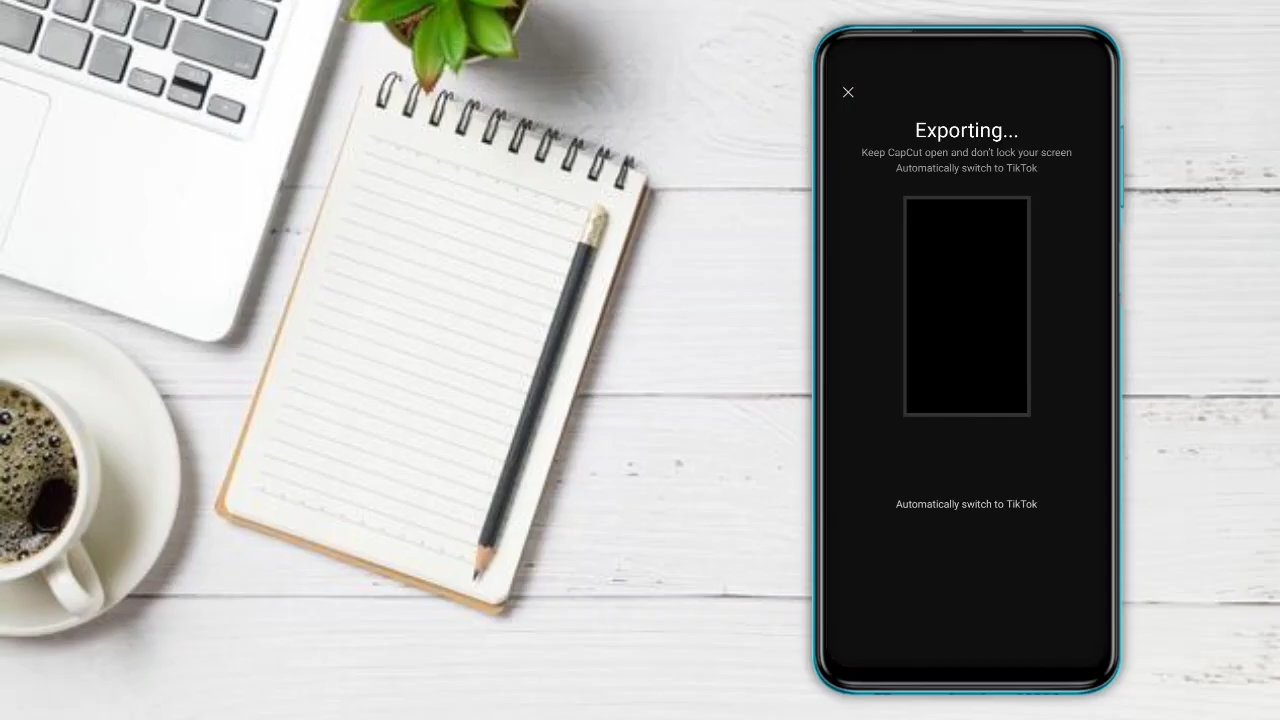 Exporting...
Keep CapCut open and don't lock your screen
Automatically switch to TikTok
Automatically switch to TikTok